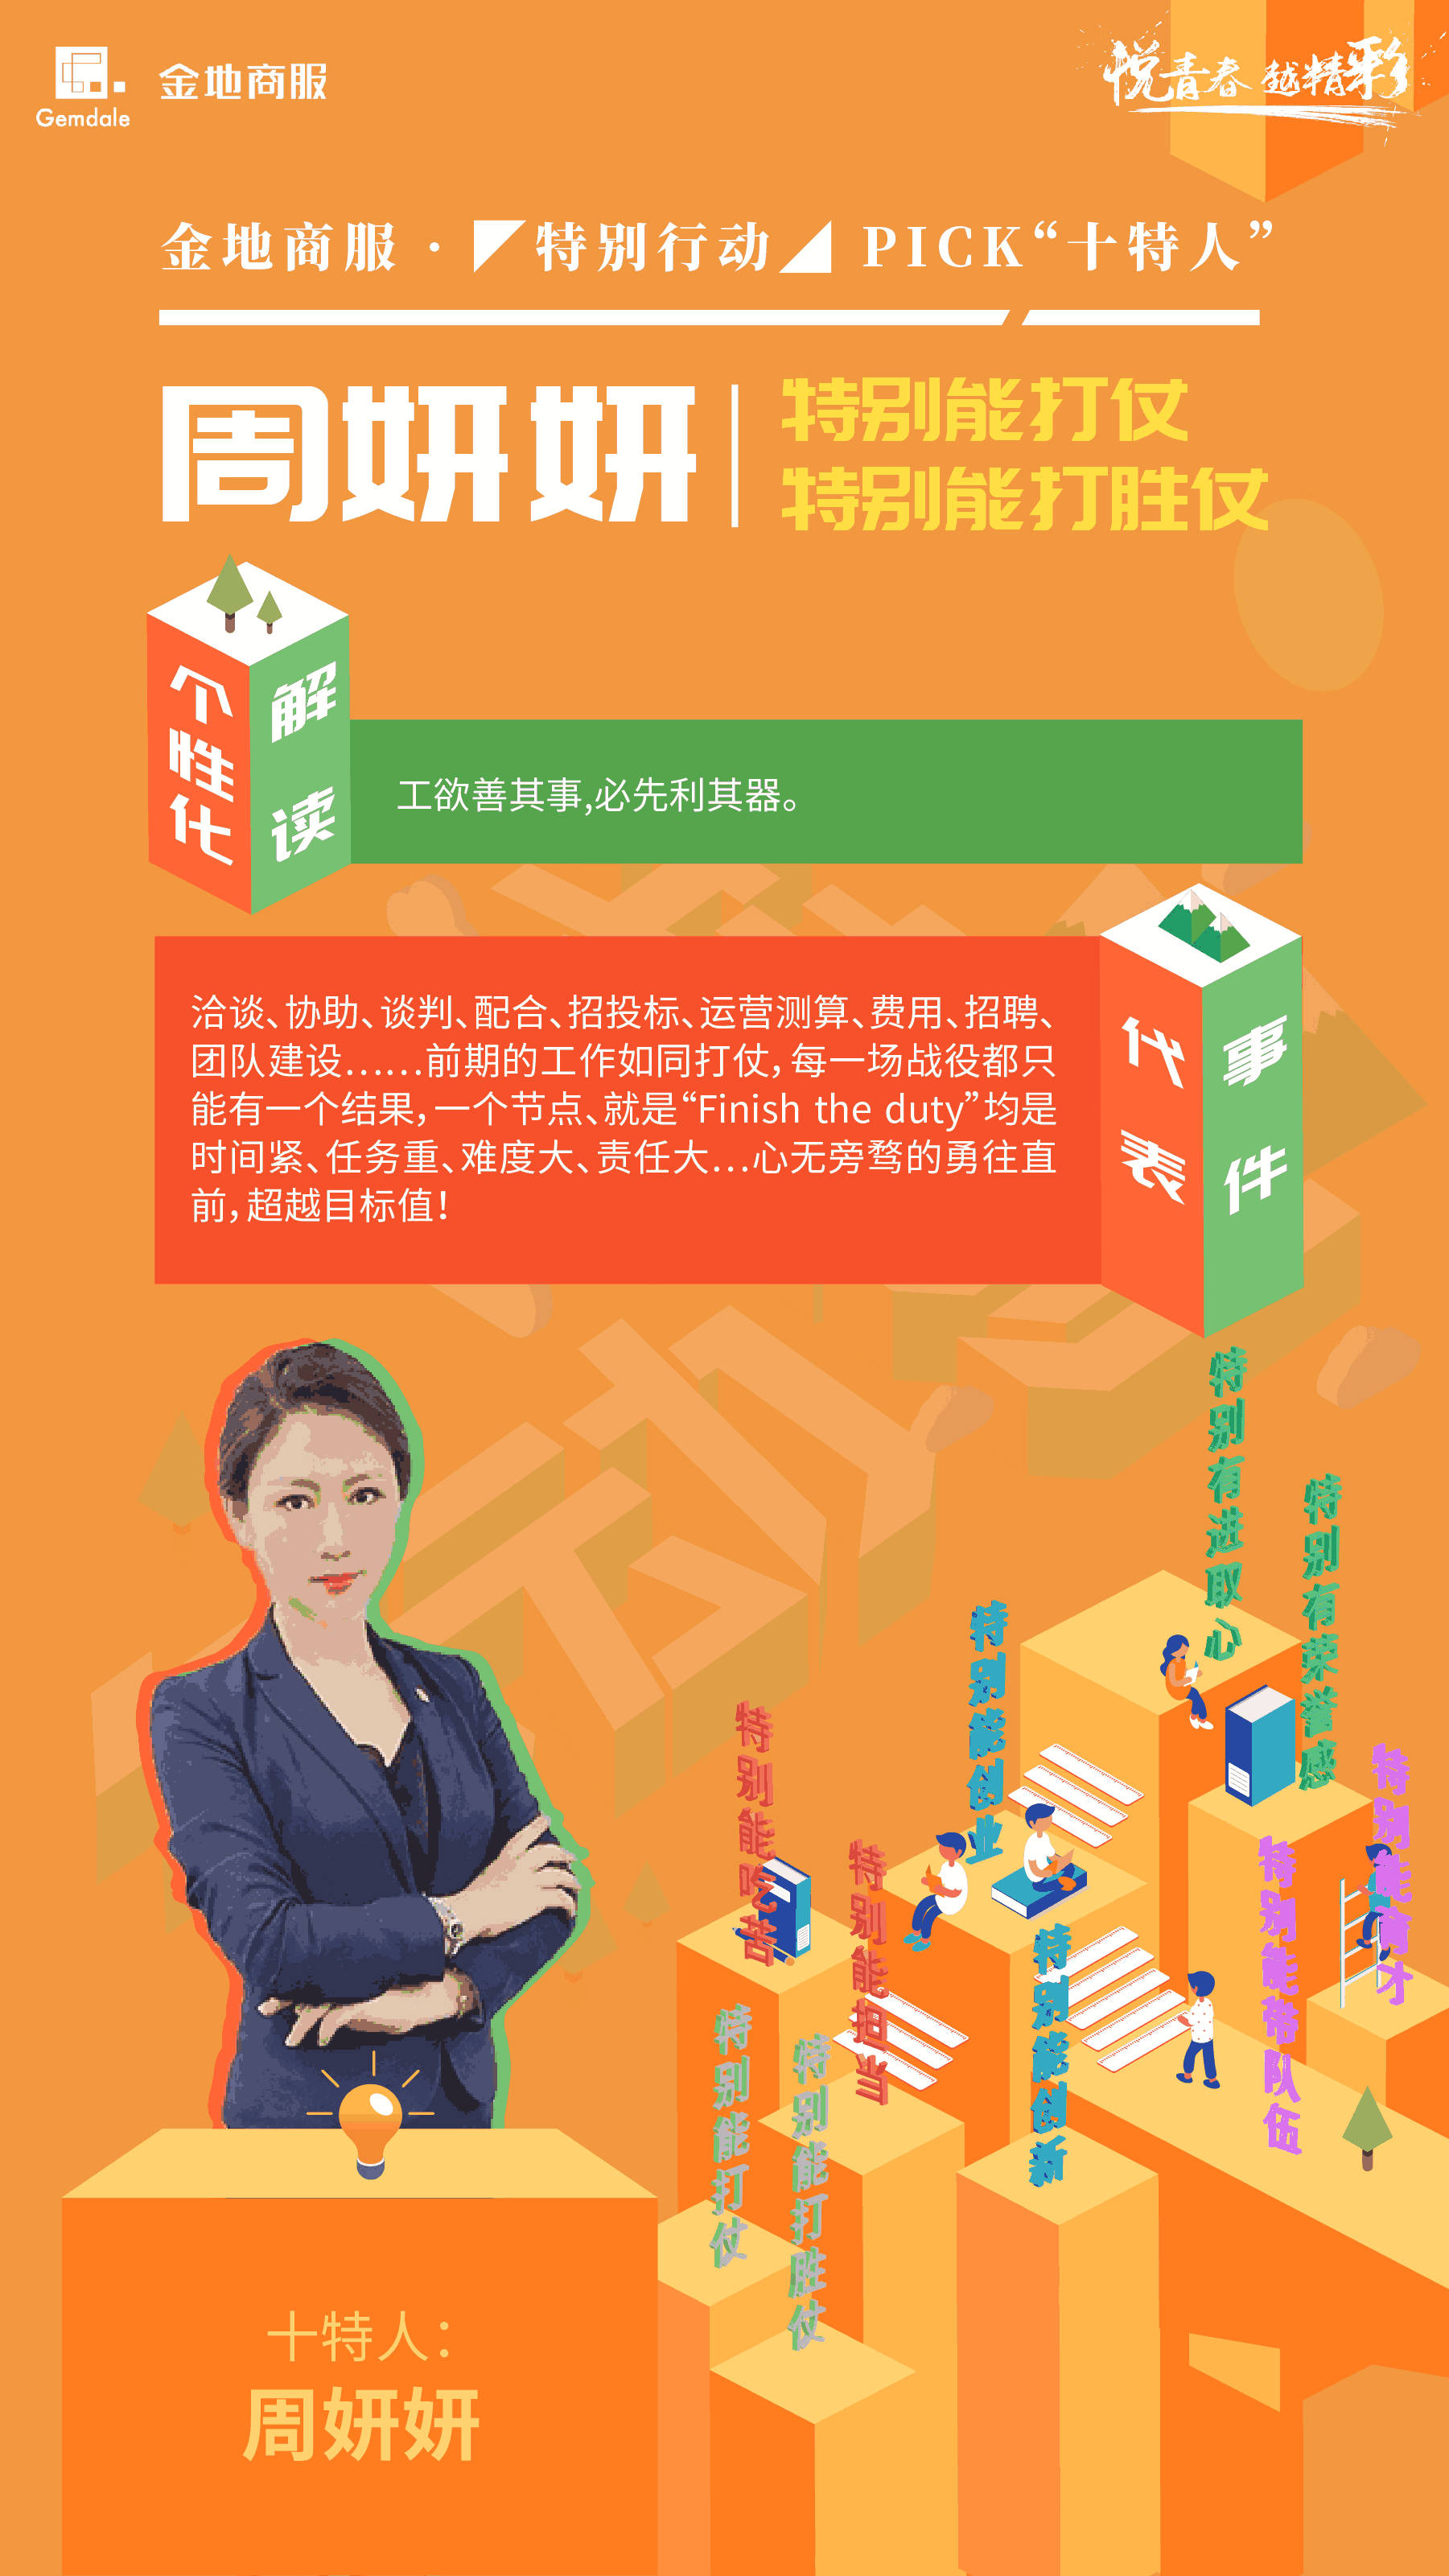 Gemdale
金地商服
悦青春 越精彩
金地商服·特别行动 PICK“十特人”
周妍妍
特别能打仗
特别能打胜仗
个性化
解读
工欲善其事,必先利其器。
洽谈、协助、谈判、配合、招投标、运营测算、费用、招聘、
团队建设……前期的工作如同打仗，每一场战役都只
能有一个结果，一个节点、就是“Finish the duty”均是
时间紧、任务重、难度大、责任大…心无旁骛的勇往直
前，超越目标值！
代表
事件
特别有进取心
特别有荣誉感
特别能创业
特别能吃苦
特别能担当
特别能育才
特别能带队伍
特别能创新
特别能打仗
特别能打胜仗
十特人：
周妍妍